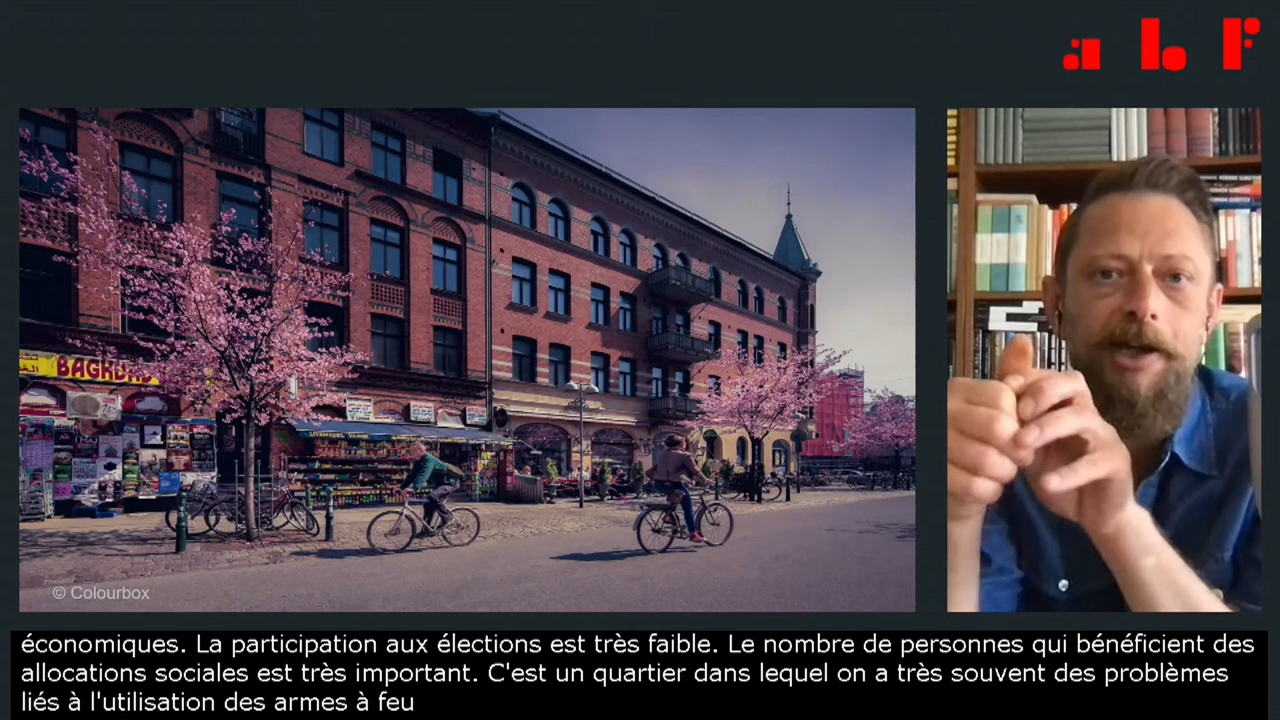 a b f
BAGHDAD
LIVSMEDEL
© Colourbox
économiques. La participation aux élections est très faible. Le nombre de personnes qui bénéficient des
allocations sociales est très important. C'est un quartier dans lequel on a très souvent des problèmes
liés à l'utilisation des armes à feu